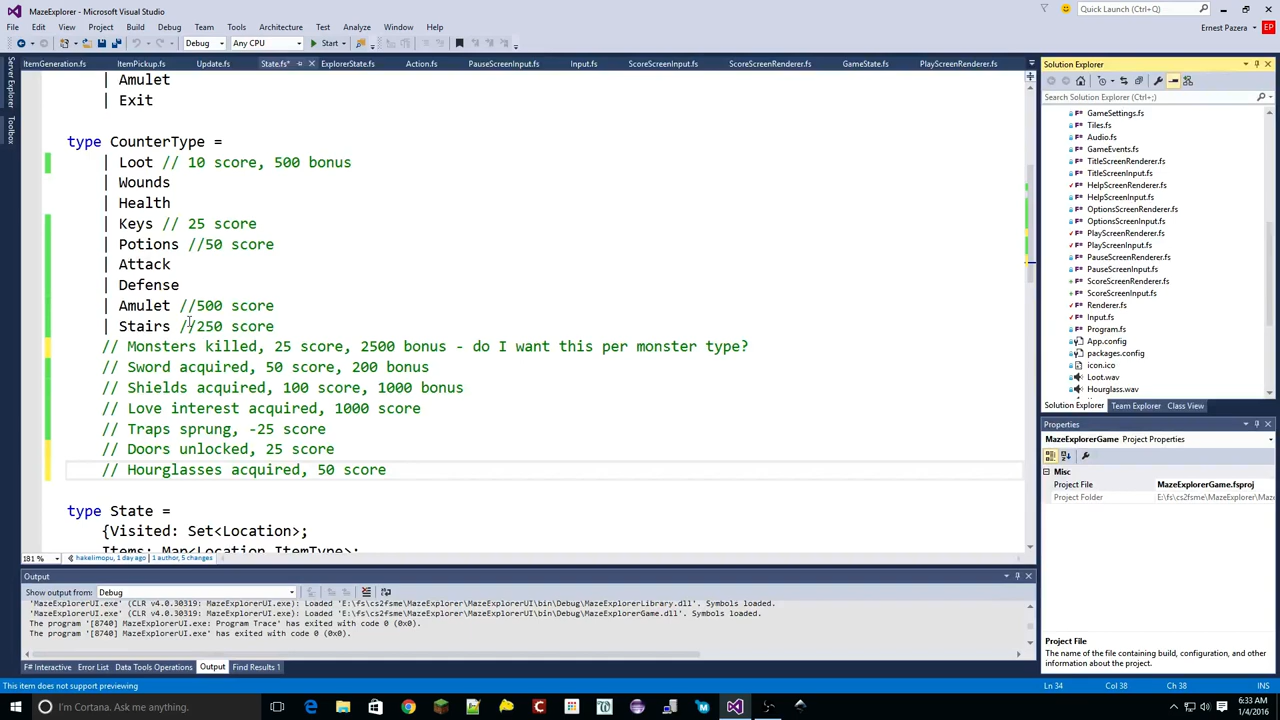 MazeExplorer - Microsoft Visual Studio
Quick Launch (Ctrl+Q)
File Edit View Project Build Debug Team Tools Architecture Test Analyze Window Help
Ernest Pazera EP
Debug Any CPU Start
ItemGeneration.fs ItemPickup.fs Update.fs State.fs* ExplorerState.fs Action.fs PauseScreenInput.fs Input.fs ScoreScreenInput.fs ScoreScreenRenderer.fs GameState.fs PlayScreenRenderer.fs
Server Explorer
Toolbox
| Amulet
| Exit
type CounterType =
| Loot // 10 score, 500 bonus
| Wounds
| Health
| Keys // 25 score
| Potions //50 score
| Attack
| Defense
| Amulet //500 score
| Stairs //250 score
// Monsters killed, 25 score, 2500 bonus - do I want this per monster type?
// Sword acquired, 50 score, 200 bonus
// Shields acquired, 100 score, 1000 bonus
// Love interest acquired, 1000 score
// Traps sprung, -25 score
// Doors unlocked, 25 score
// Hourglasses acquired, 50 score
type State =
{Visited: Set<Location>;
Items: Map<Location,ItemType>;
181 % hakelimopu, 1 day ago | 1 author, 5 changes
Output
Show output from: Debug
'MazeExplorerUI.exe' (CLR v4.0.30319: MazeExplorerUI.exe): Loaded 'E:\fs\cs2fsme\MazeExplorer\MazeExplorerUI\bin\Debug\MazeExplorerLibrary.dll'. Symbols loaded.
'MazeExplorerUI.exe' (CLR v4.0.30319: MazeExplorerUI.exe): Loaded 'E:\fs\cs2fsme\MazeExplorer\MazeExplorerUI\bin\Debug\MazeExplorerGame.dll'. Symbols loaded.
The program '[8740] MazeExplorerUI.exe: Program Trace' has exited with code 0 (0x0).
The program '[8740] MazeExplorerUI.exe' has exited with code 0 (0x0).
F# Interactive Error List Data Tools Operations Output Find Results 1
Solution Explorer
Search Solution Explorer (Ctrl+;)
GameSettings.fs
Tiles.fs
Audio.fs
GameEvents.fs
TitleScreenRenderer.fs
TitleScreenInput.fs
HelpScreenRenderer.fs
HelpScreenInput.fs
OptionsScreenRenderer.fs
OptionsScreenInput.fs
PlayScreenRenderer.fs
PlayScreenInput.fs
PauseScreenRenderer.fs
PauseScreenInput.fs
ScoreScreenRenderer.fs
ScoreScreenInput.fs
Renderer.fs
Input.fs
Program.fs
App.config
packages.config
icon.ico
Loot.wav
Hourglass.wav
Solution Explorer Team Explorer Class View
Properties
MazeExplorerGame Project Properties
Misc
Project File MazeExplorerGame.fsproj
Project Folder E:\fs\cs2fsme\MazeExplorer\Maz
Project File
The name of the file containing build, configuration, and other information about the project.
This item does not support previewing
Ln 34 Col 38 Ch 38 INS
I'm Cortana. Ask me anything.
6:33 AM
1/4/2016